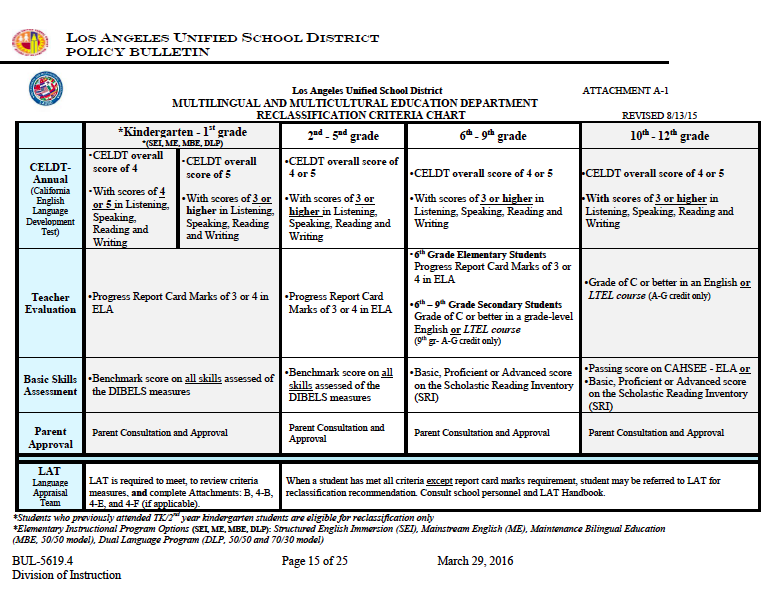 LOS ANGELES UNIFIED SCHOOL DISTRICT
POLICY BULLETIN
Los Angeles Unified School District
ATTACHMENT A-1
MULTILINGUAL AND MULTICULTURAL EDUCATION DEPARTMENT
RECLASSIFICATION CRITERIA CHART
REVISED 8/13/15
*Kindergarten - 1st grade
*(SEI, ME, MBE, DLP)
2nd - 5nd grade
6th - 9th grade
10th - 12th grade
CELDT-
Annual
(California
English
Language
Development
Test)
•CELDT overall
score of 4
•With scores of 4
or 5 in Listening,
Speaking,
Reading and
Writing
•CELDT overall
score of 5
•With scores of 3 or
higher in Listening,
Speaking, Reading
and Writing
•CELDT overall score of
4 or 5
•With scores of 3 or
higher in Listening,
Speaking, Reading and
Writing
•CELDT overall score of 4 or 5
•With scores of 3 or higher in
Listening, Speaking, Reading and
Writing
•CELDT overall score of 4 or 5
•With scores of 3 or higher in
Listening, Speaking, Reading and
Writing
Teacher
Evaluation
•Progress Report Card Marks of 3 or 4 in
ELA
•Progress Report Card
Marks of 3 or 4 in ELA
•6th Grade Elementary Students
Progress Report Card Marks of 3 or
4 in ELA
•6th – 9th Grade Secondary Students
Grade of C or better in a grade-level
English or LTEL course
(9th gr- A-G credit only)
•Grade of C or better in an English or
LTEL course (A-G credit only)
Basic Skills
Assessment
•Benchmark score on all skills assessed of
the DIBELS measures
•Benchmark score on all
skills assessed of the
DIBELS measures
•Basic, Proficient or Advanced score
on the Scholastic Reading Inventory
(SRI)
•Passing score on CAHSEE - ELA or
•Basic, Proficient or Advanced score
on the Scholastic Reading Inventory
(SRI)
Parent
Approval
Parent Consultation and Approval
Parent Consultation and
Approval
Parent Consultation and Approval
Parent Consultation and Approval
LAT
Language
Appraisal
Team
LAT is required to meet, to review criteria
measures, and complete Attachments: B, 4-B,
4-E, and 4-F (if applicable).
When a student has met all criteria except report card marks requirement, student may be referred to LAT for
reclassification recommendation. Consult school personnel and LAT Handbook.
*Students who previously attended TK/2nd year kindergarten students are eligible for reclassification only
*Elementary Instructional Program Options (SEI, ME, MBE, DLP): Structured English Immersion (SEI), Mainstream English (ME), Maintenance Bilingual Education
(MBE, 50/50 model), Dual Language Program (DLP, 50/50 and 70/30 model)
BUL-5619.4
Page 15 of 25
March 29, 2016
Division of Instruction